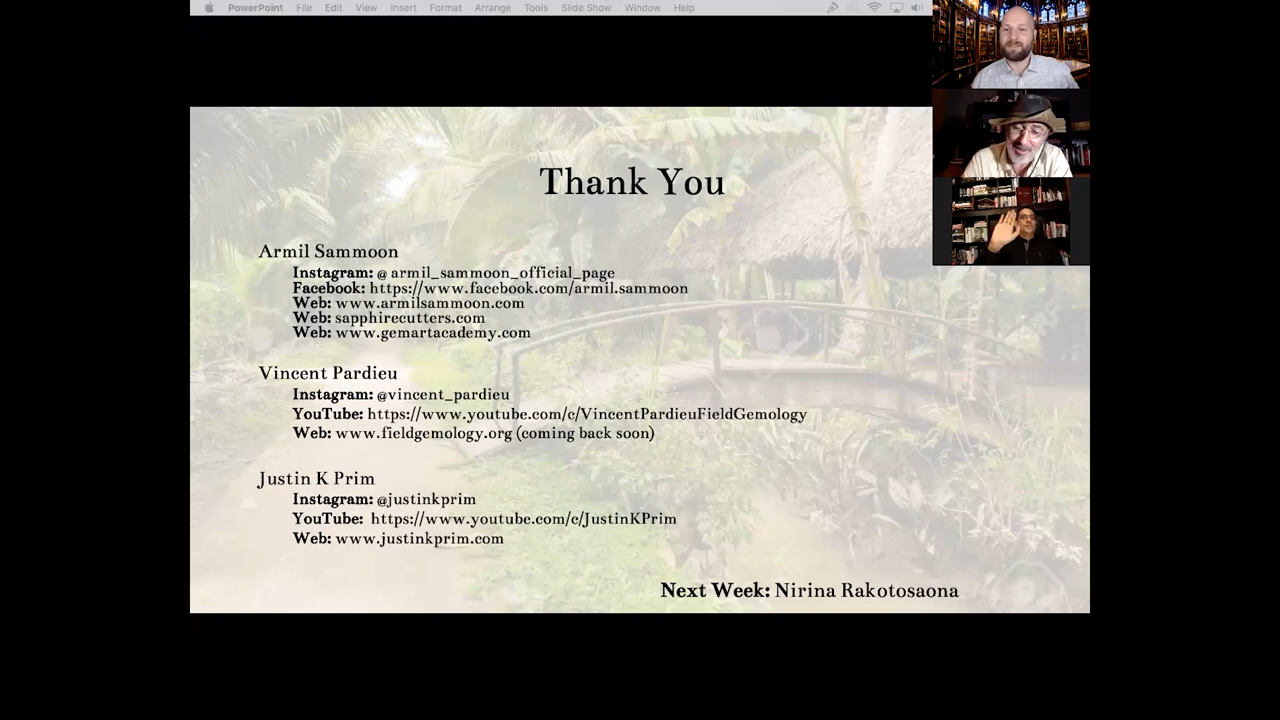 PowerPoint File Edit View Insert Format Arrange Tools Slide Show Window Help
Thank You
Armil Sammoon
Instagram: @ armil_sammoon_official_page
Facebook: https://www.facebook.com/armil.sammoon
Web: www.armilsammoon.com
Web: sapphirecutters.com
Web: www.gemartacademy.com
Vincent Pardieu
Instagram: @vincent_pardieu
YouTube: https://www.youtube.com/c/VincentPardieuFieldGemology
Web: www.fieldgemology.org (coming back soon)
Justin K Prim
Instagram: @justinkprim
YouTube: https://www.youtube.com/c/JustinKPrim
Web: www.justinkprim.com
Next Week: Nirina Rakotosaona